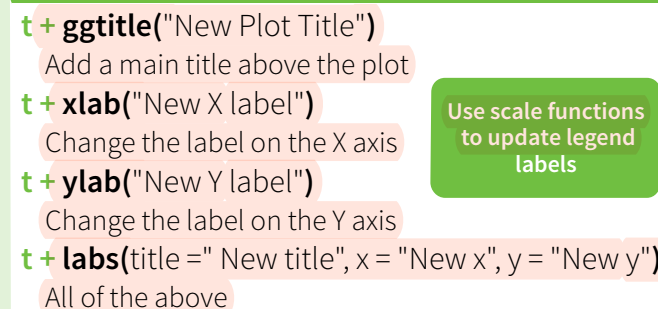 t + ggtitle("New Plot Title")
Add a main title above the plot
t + xlab("New X label")
Change the label on the X axis
t + ylab("New Y label")
Change the label on the Y axis
t + labs(title =" New title", x = "New x", y = "New y")
All of the above
Use scale functions
to update legend
labels